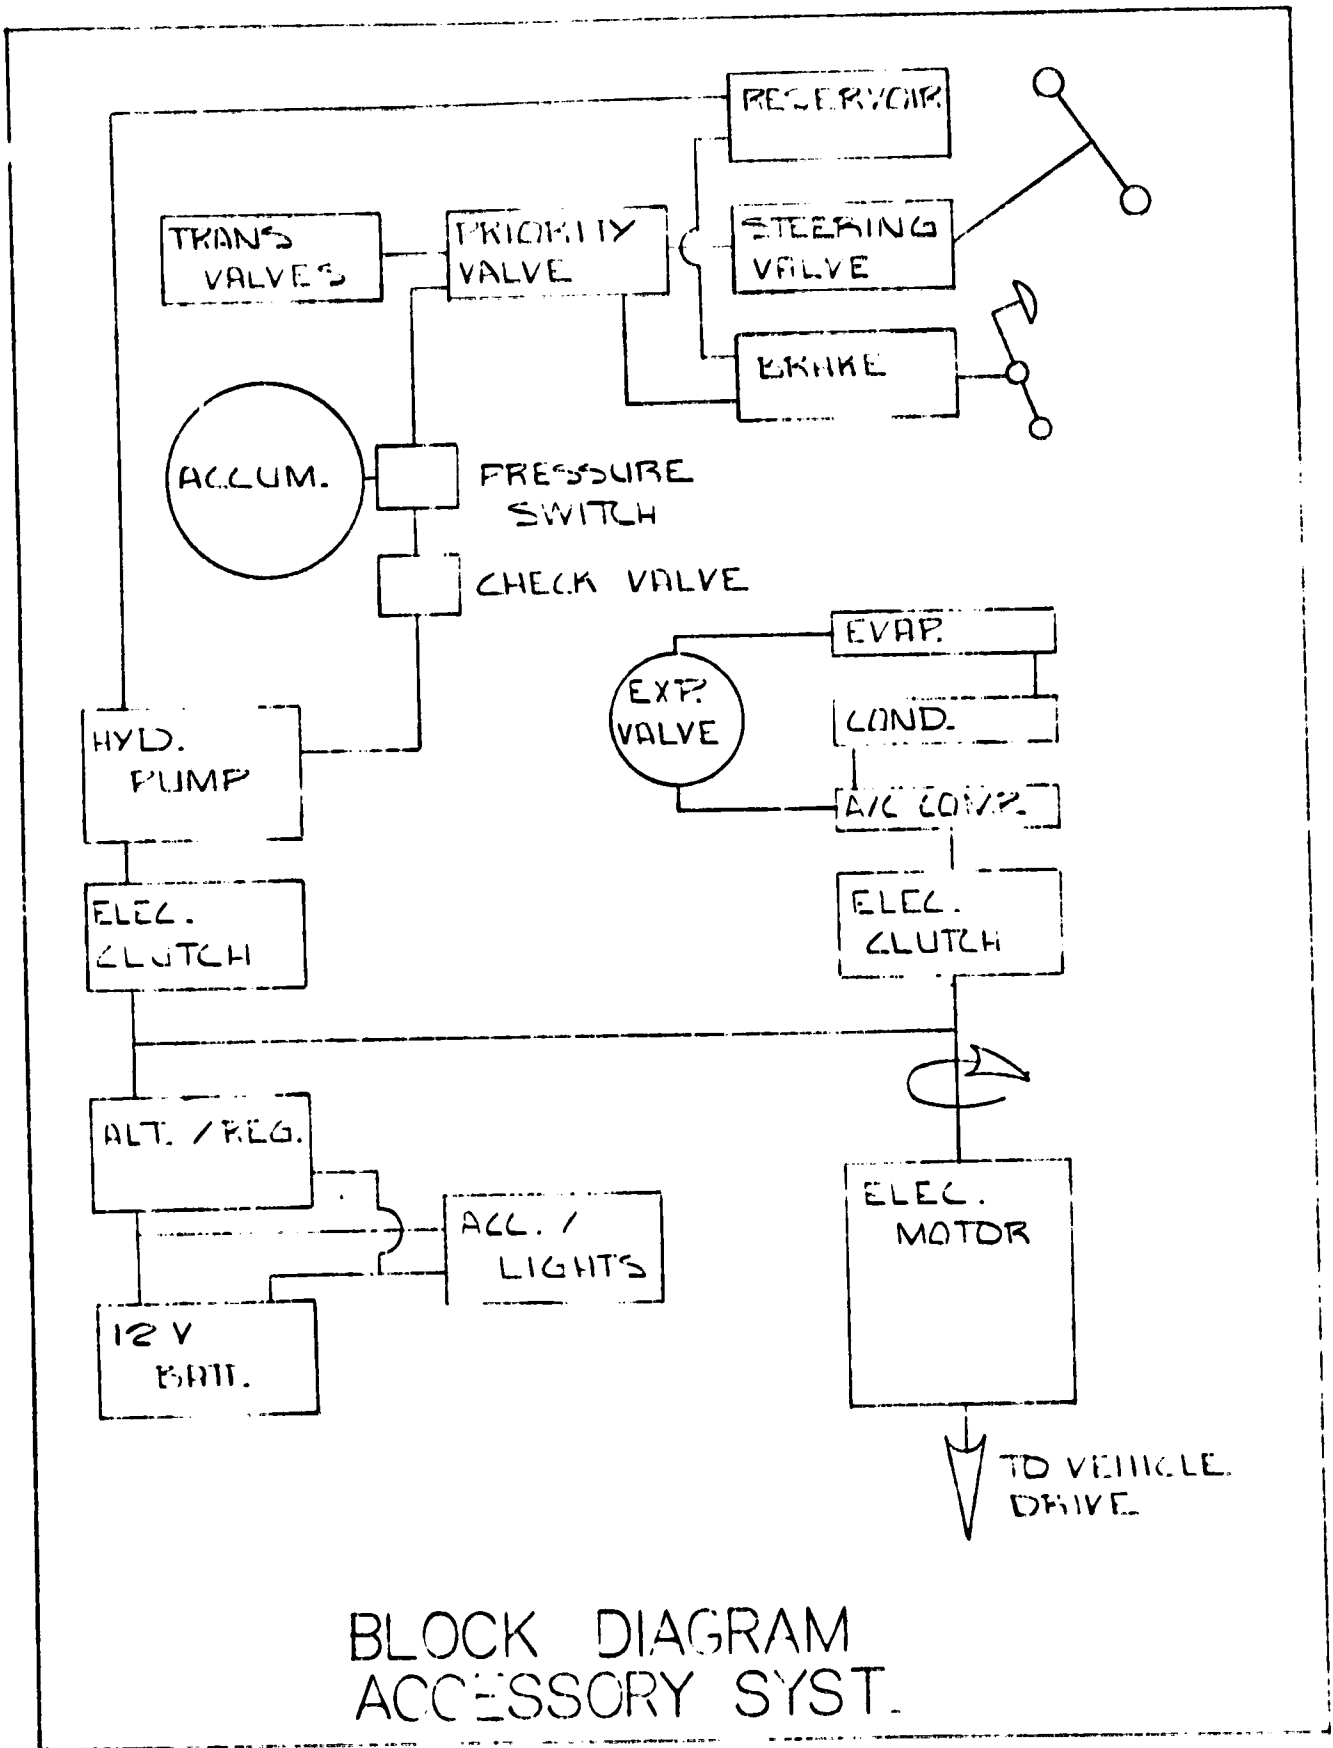 RESERVOIR
TRANS
VALVES
PRIORITY
VALVE
STEERING
VALVE
BRAKE
ACCUM.
PRESSURE
SWITCH
CHECK VALVE
EVAP.
EXP.
VALVE
COND.
HYD.
PUMP
A/C COMP.
ELEC.
CLUTCH
ELEC.
CLUTCH
ALT. / REG.
ELEC.
MOTOR
ACC. /
LIGHTS
12 V
BATT.
TO VEHICLE
DRIVE
BLOCK DIAGRAM
ACCESSORY SYST.